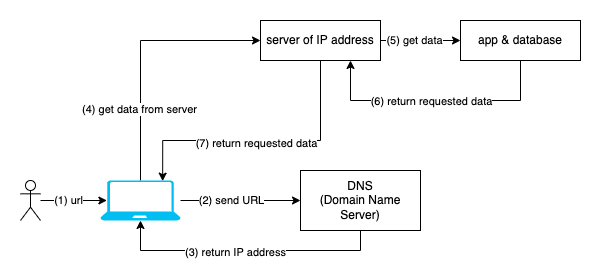 server of IP address
(5) get data
app & database
(4) get data from server
(6) return requested data
(7) return requested data
(1) url
(2) send URL
DNS
(Domain Name
Server)
(3) return IP address